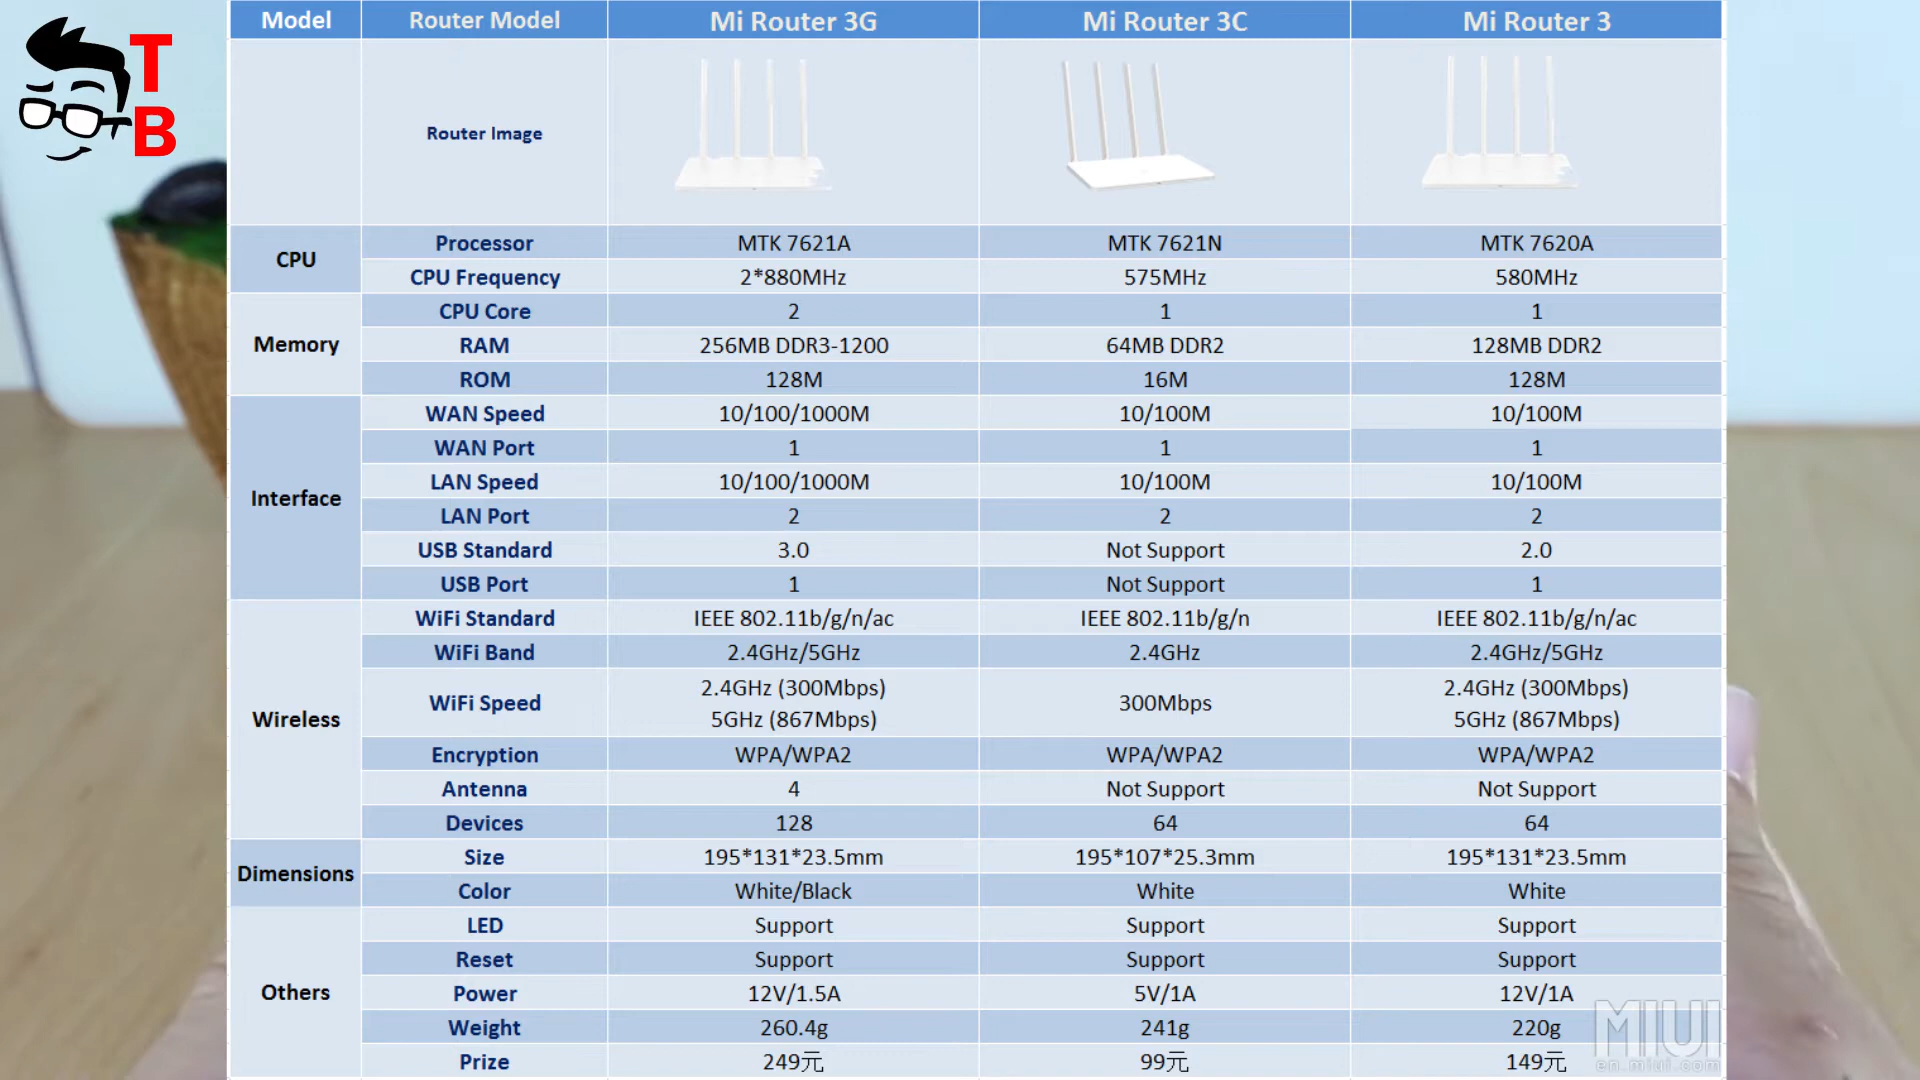 T
B
Model Router Model Mi Router 3G Mi Router 3C Mi Router 3
Router Image
CPU
Processor MTK 7621A MTK 7621N MTK 7620A
CPU Frequency 2*880MHz 575MHz 580MHz
Memory
CPU Core 2 1 1
RAM 256MB DDR3-1200 64MB DDR2 128MB DDR2
ROM 128M 16M 128M
Interface
WAN Speed 10/100/1000M 10/100M 10/100M
WAN Port 1 1 1
LAN Speed 10/100/1000M 10/100M 10/100M
LAN Port 2 2 2
USB Standard 3.0 Not Support 2.0
USB Port 1 Not Support 1
Wireless
WiFi Standard IEEE 802.11b/g/n/ac IEEE 802.11b/g/n IEEE 802.11b/g/n/ac
WiFi Band 2.4GHz/5GHz 2.4GHz 2.4GHz/5GHz
WiFi Speed 2.4GHz (300Mbps) 300Mbps 2.4GHz (300Mbps)
5GHz (867Mbps) 5GHz (867Mbps)
Encryption WPA/WPA2 WPA/WPA2 WPA/WPA2
Antenna 4 Not Support Not Support
Devices 128 64 64
Dimensions
Size 195*131*23.5mm 195*107*25.3mm 195*131*23.5mm
Color White/Black White White
Others
LED Support Support Support
Reset Support Support Support
Power 12V/1.5A 5V/1A 12V/1A
Weight 260.4g 241g 220g
Prize 249元 99元 149元
MIUI
en.miui.com